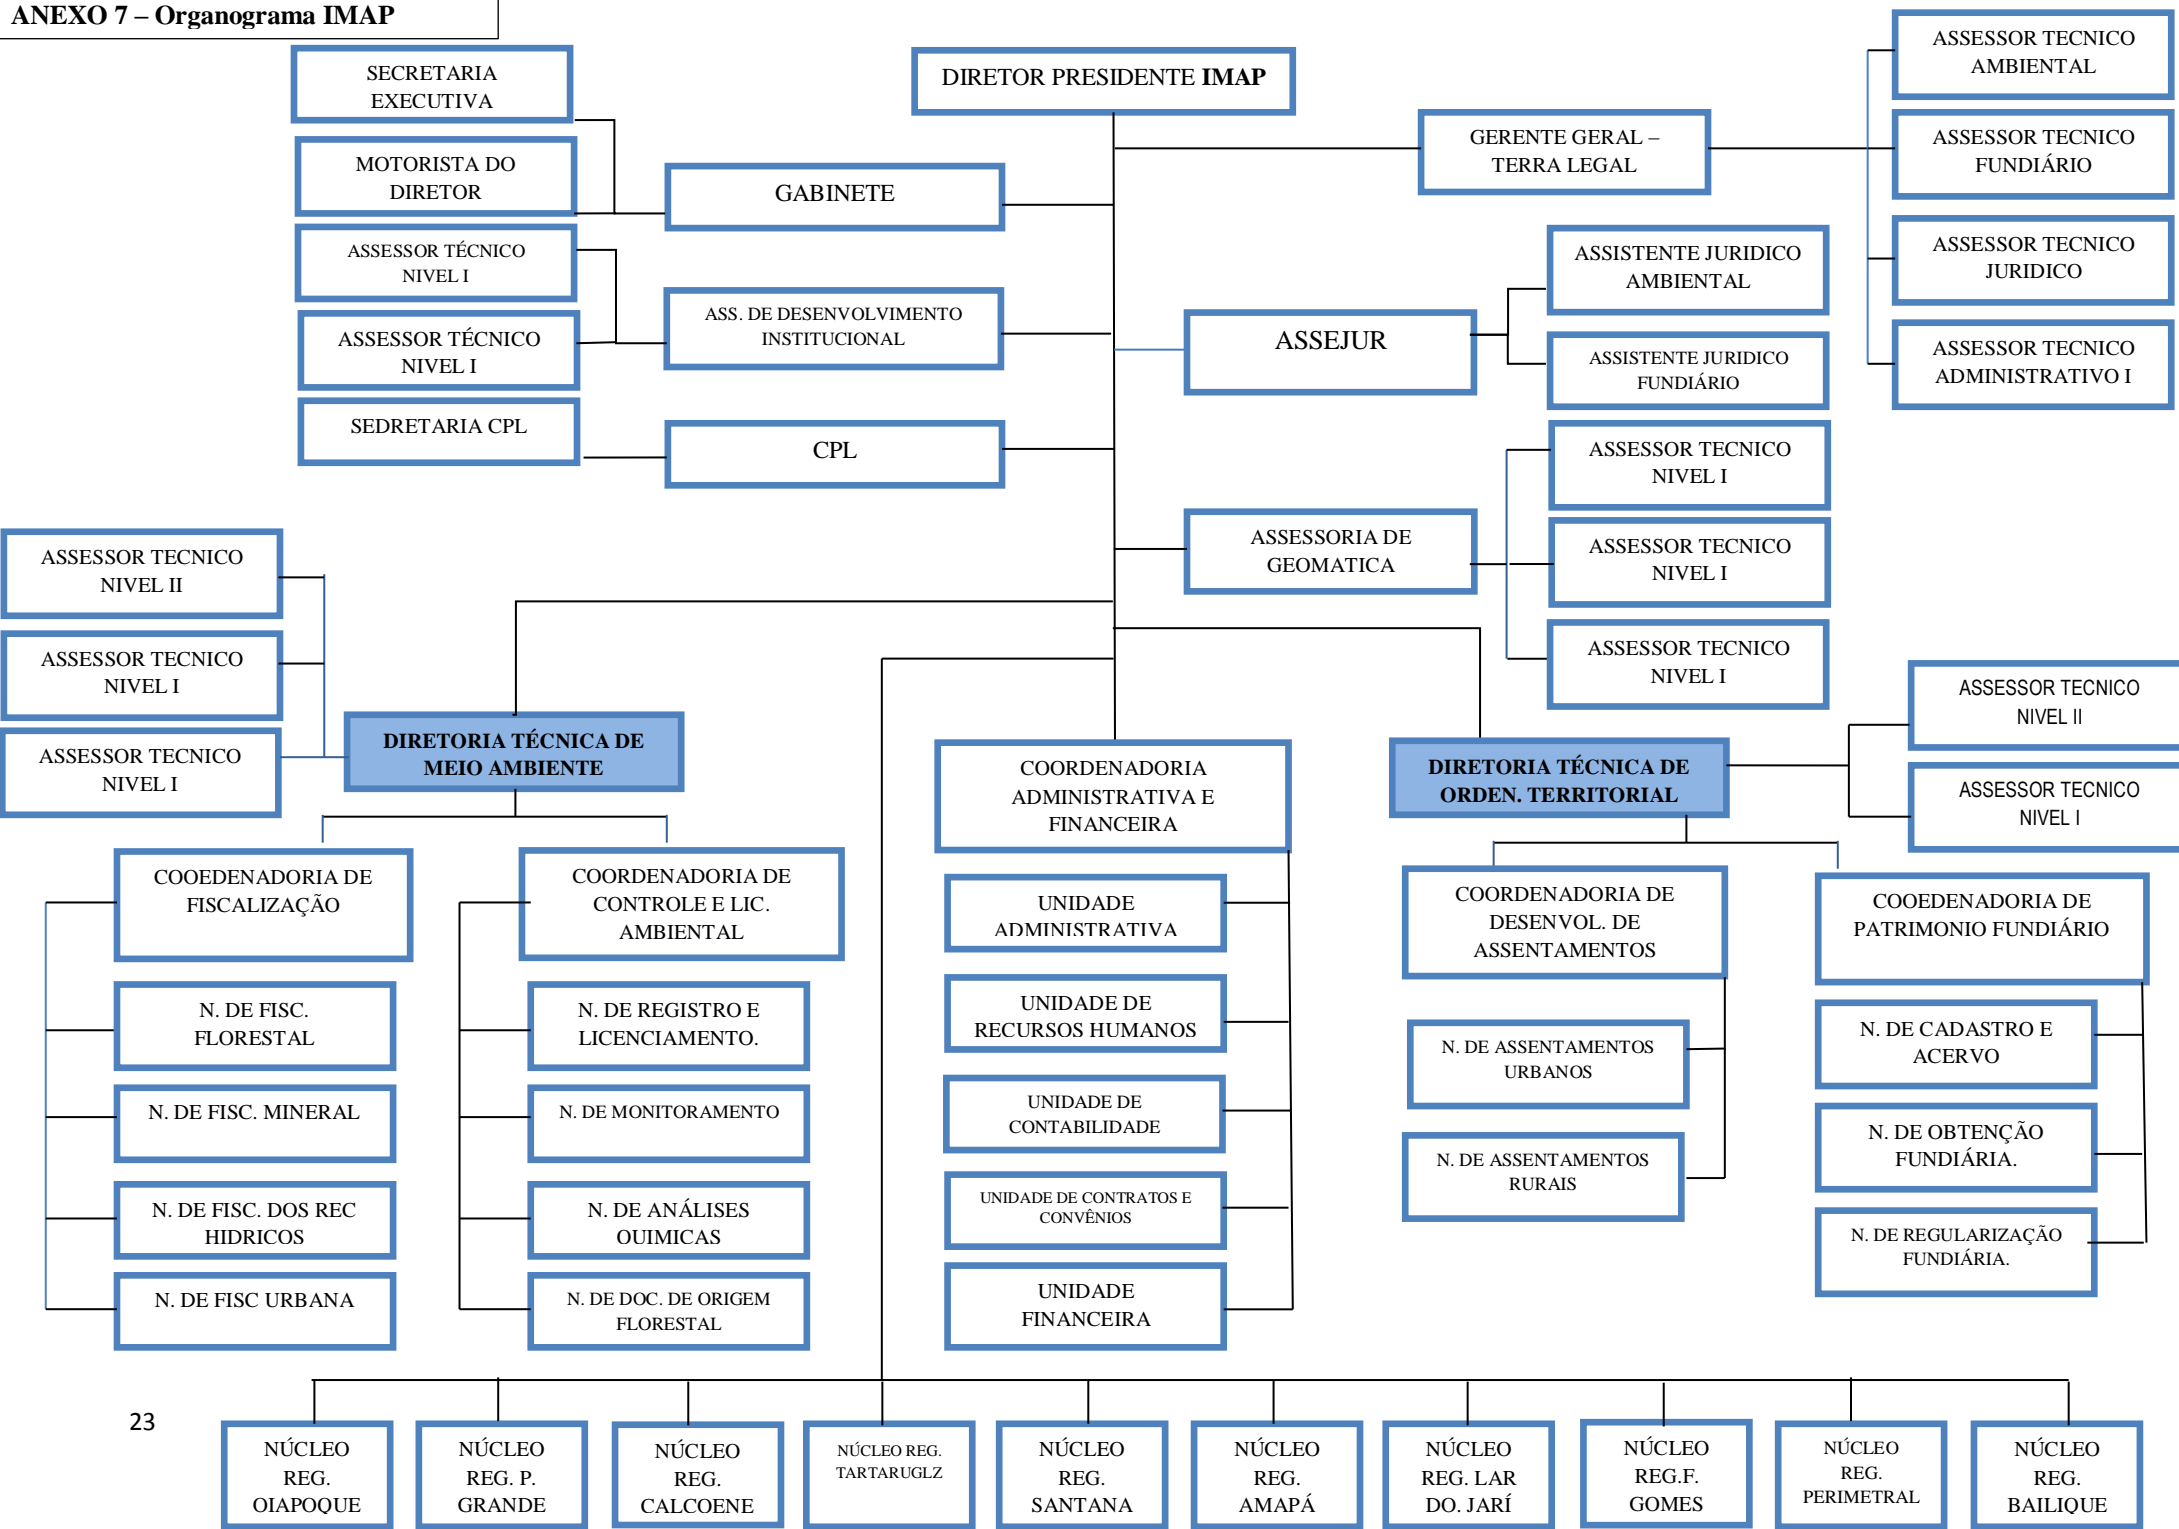 ANEXO 7 – Organograma IMAP
SECRETARIA
EXECUTIVA
DIRETOR PRESIDENTE IMAP
ASSESSOR TECNICO
AMBIENTAL
MOTORISTA DO
DIRETOR
GABINETE
GERENTE GERAL –
TERRA LEGAL
ASSESSOR TECNICO
FUNDIÁRIO
ASSESSOR TÉCNICO
NIVEL I
ASSISTENTE JURIDICO
AMBIENTAL
ASSESSOR TECNICO
JURIDICO
ASSESSOR TÉCNICO
NIVEL I
ASS. DE DESENVOLVIMENTO
INSTITUCIONAL
ASSEJUR
ASSISTENTE JURIDICO
FUNDIÁRIO
ASSESSOR TECNICO
ADMINISTRATIVO I
SEDRETARIA CPL
CPL
ASSESSOR TECNICO
NIVEL I
ASSESSORIA DE
GEOMATICA
ASSESSOR TECNICO
NIVEL I
ASSESSOR TECNICO
NIVEL I
ASSESSOR TECNICO
NIVEL II
ASSESSOR TECNICO
NIVEL I
ASSESSOR TECNICO
NIVEL I
DIRETORIA TÉCNICA DE
MEIO AMBIENTE
COORDENADORIA
ADMINISTRATIVA E
FINANCEIRA
DIRETORIA TÉCNICA DE
ORDEN. TERRITORIAL
ASSESSOR TECNICO
NIVEL II
ASSESSOR TECNICO
NIVEL I
COOEDENADORIA DE
FISCALIZAÇÃO
COORDENADORIA DE
CONTROLE E LIC.
AMBIENTAL
UNIDADE
ADMINISTRATIVA
COORDENADORIA DE
DESENVOL. DE
ASSENTAMENTOS
COOEDENADORIA DE
PATRIMONIO FUNDIÁRIO
N. DE FISC.
FLORESTAL
N. DE REGISTRO E
LICENCIAMENTO.
UNIDADE DE
RECURSOS HUMANOS
N. DE ASSENTAMENTOS
URBANOS
N. DE CADASTRO E
ACERVO
N. DE FISC. MINERAL
N. DE MONITORAMENTO
UNIDADE DE
CONTABILIDADE
N. DE ASSENTAMENTOS
RURAIS
N. DE OBTENÇÃO
FUNDIÁRIA.
N. DE FISC. DOS REC
HIDRICOS
N. DE ANÁLISES
QUIMICAS
UNIDADE DE CONTRATOS E
CONVÊNIOS
N. DE REGULARIZAÇÃO
FUNDIÁRIA.
N. DE FISC URBANA
N. DE DOC. DE ORIGEM
FLORESTAL
UNIDADE
FINANCEIRA
23
NÚCLEO
REG.
OIAPOQUE
NÚCLEO
REG. P.
GRANDE
NÚCLEO
REG.
CALCOENE
NÚCLEO REG.
TARTARUGLZ
NÚCLEO
REG.
SANTANA
NÚCLEO
REG.
AMAPÁ
NÚCLEO
REG. LAR
DO. JARÍ
NÚCLEO
REG.F.
GOMES
NÚCLEO
REG.
PERIMETRAL
NÚCLEO
REG.
BAILIQUE